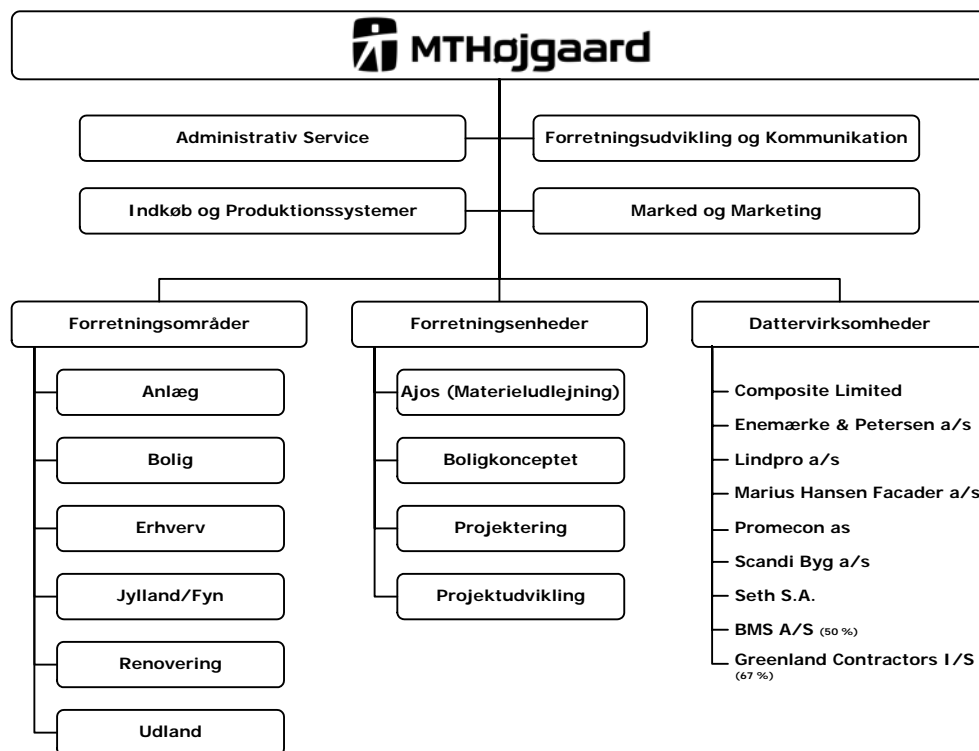 MTHøjgaard
Administrativ Service
Forretningsudvikling og Kommunikation
Indkøb og Produktionssystemer
Marked og Marketing
Forretningsområder
Anlæg
Bolig
Erhverv
Jylland/Fyn
Renovering
Udland
Forretningsenheder
Ajos (Materieludlejning)
Boligkonceptet
Projektering
Projektudvikling
Dattervirksomheder
Composite Limited
Enemærke & Petersen a/s
Lindpro a/s
Marius Hansen Facader a/s
Promecon as
Scandi Byg a/s
Seth S.A.
BMS A/S (50 %)
Greenland Contractors I/S
(67 %)